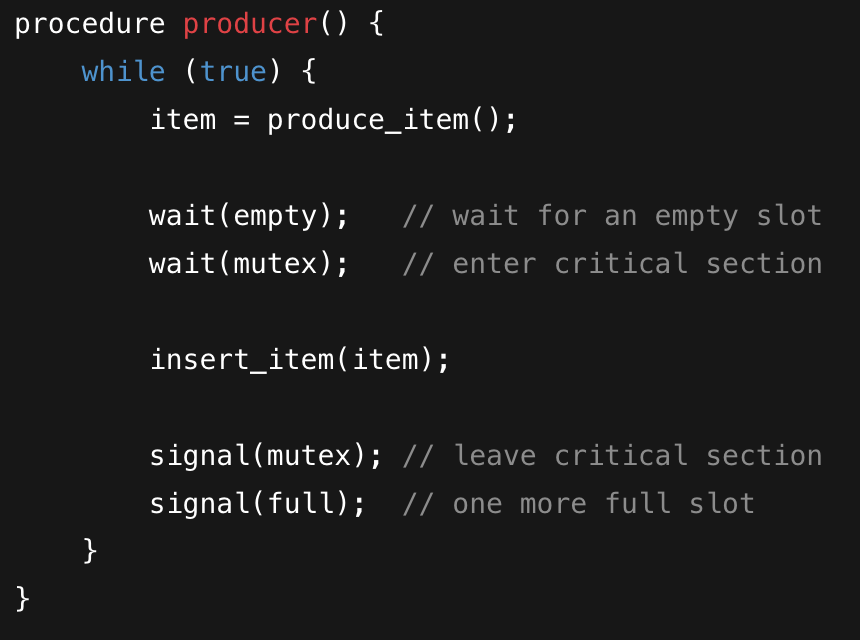 procedure producer() {
while (true) {
item = produce_item();
wait(empty);   // wait for an empty slot
wait(mutex);   // enter critical section
insert_item(item);
signal(mutex); // leave critical section
signal(full);  // one more full slot
}
}